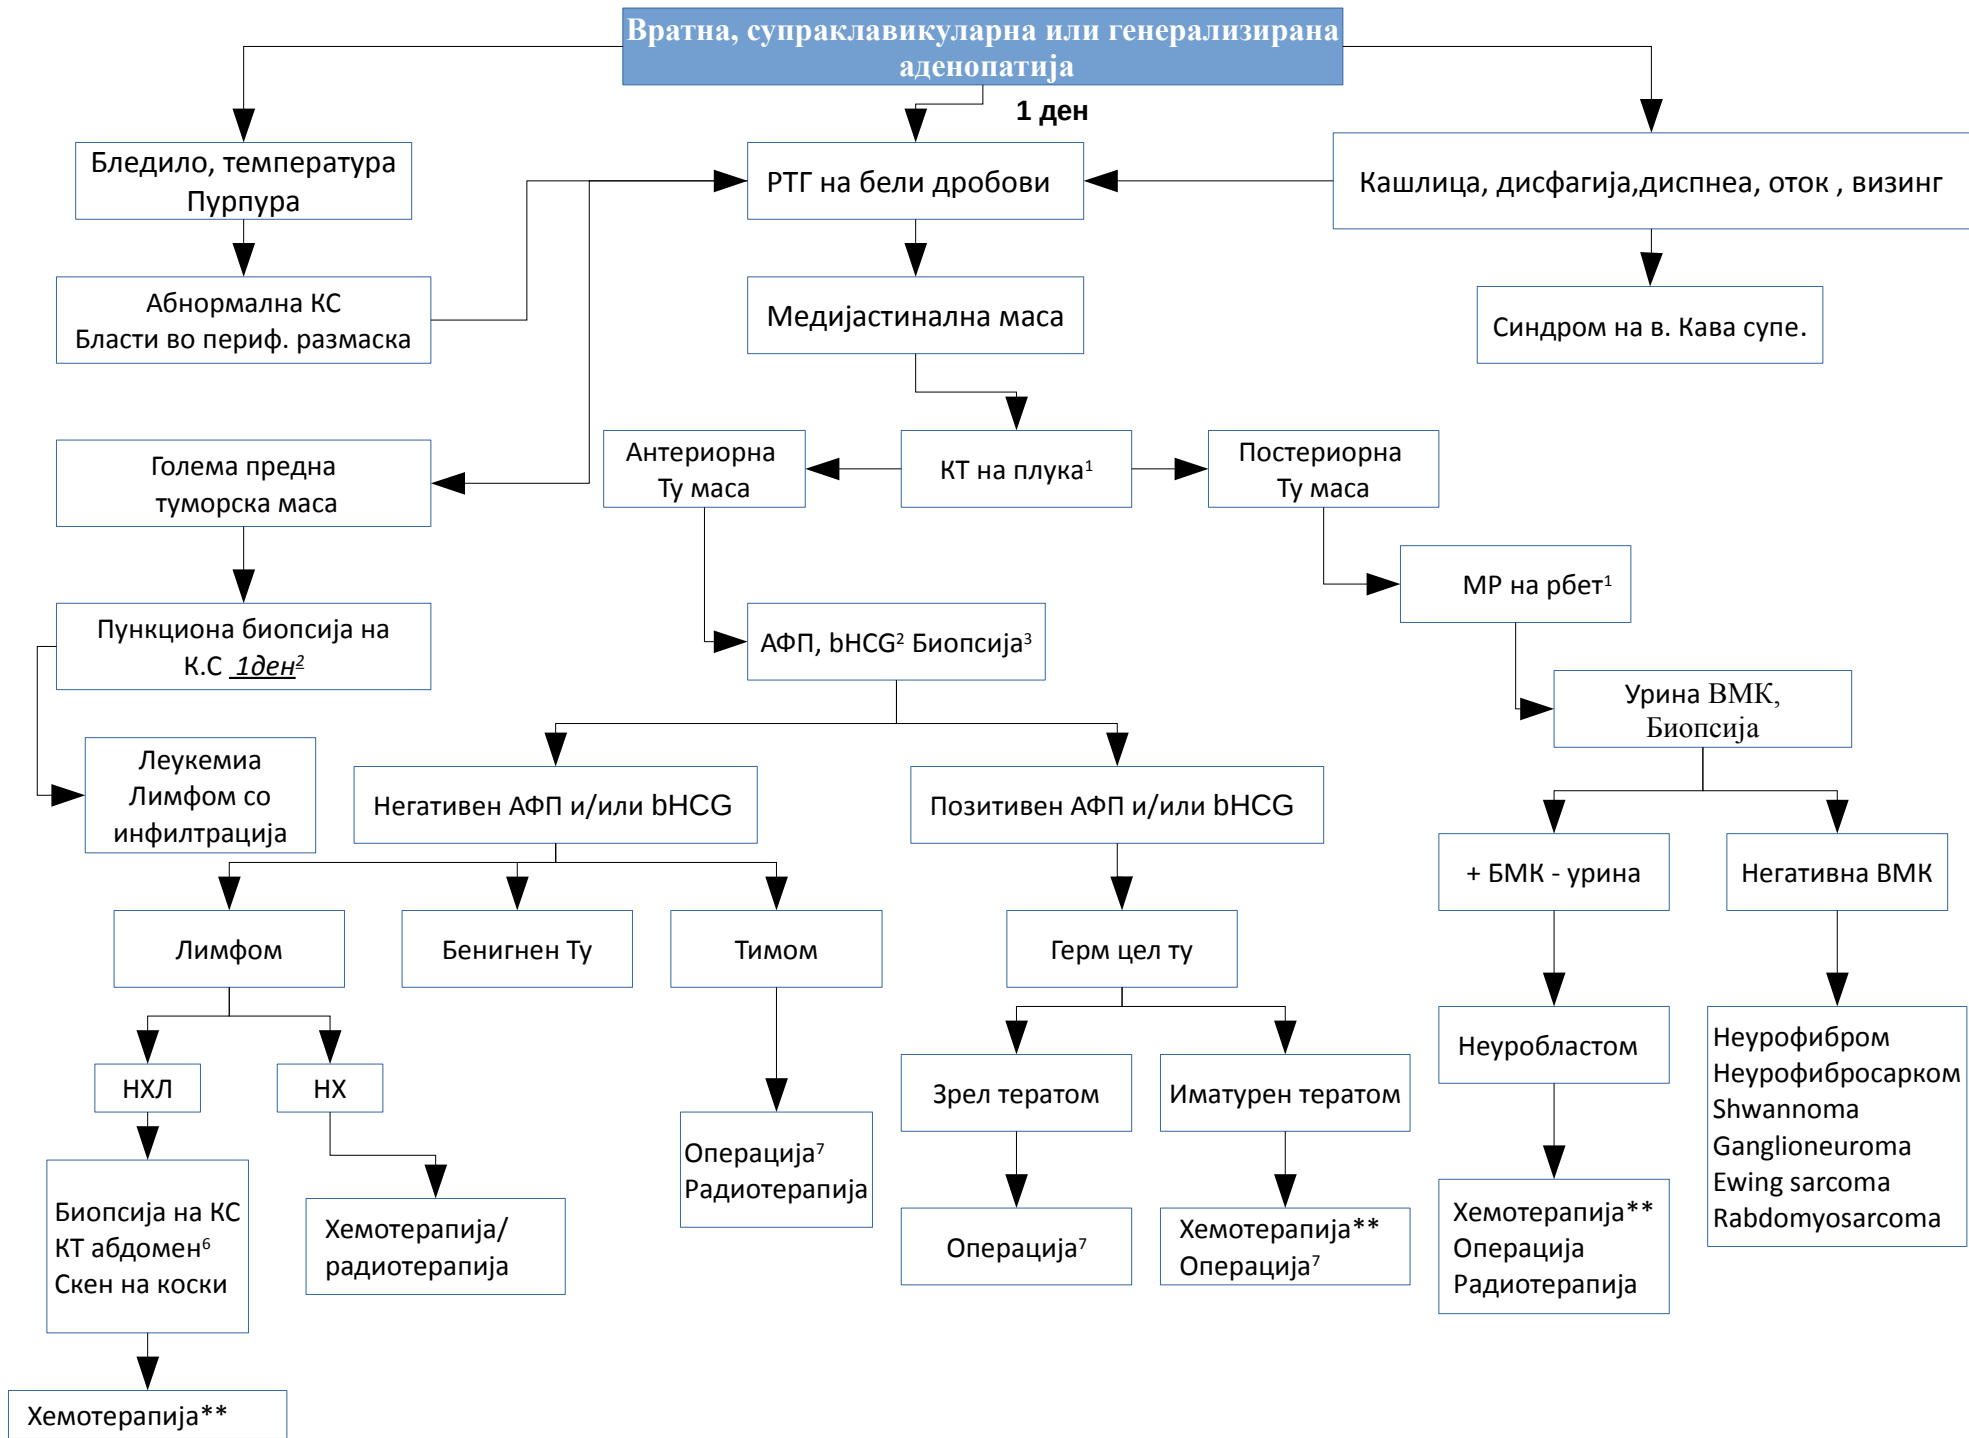 Вратна, супраклавикуларна или генерализирана
аденопатија
1 ден
Бледило, температура
Пурпура
РТГ на бели дробови
Кашлица, дисфагија,диспнеа, оток , визинг
Абнормална КС
Бласти во периф. размаска
Медијастинална маса
Синдром на в. Кава супе.
Голема предна
туморска маса
Антериорна
Ту маса
КТ на плука¹
Постериорна
Ту маса
МР на рбет¹
Пункциона биопсија на
К.С 1ден²
АФП, bHCG² Биопсија³
Урина ВМК,
Биопсија
Леукемиа
Лимфом со
инфилтрација
Негативен АФП и/или bHCG
Позитивен АФП и/или bHCG
+ БМК - урина
Негативна ВМК
Лимфом
Бенигнен Ту
Тимом
Герм цел ту
НХЛ
НХ
Зрел тератом
Иматурен тератом
Неуробластом
Неурофибром
Неурофибросарком
Shwannoma
Ganglioneuroma
Ewing sarcoma
Rabdomyosarcoma
Операција⁷
Радиотерапија
Биопсија на КС
КТ абдомен⁶
Скен на коски
Хемотерапија/
радиотерапија
Операција⁷
Хемотерапија**
Операција⁷
Хемотерапија**
Операција
Радиотерапија
Хемотерапија**